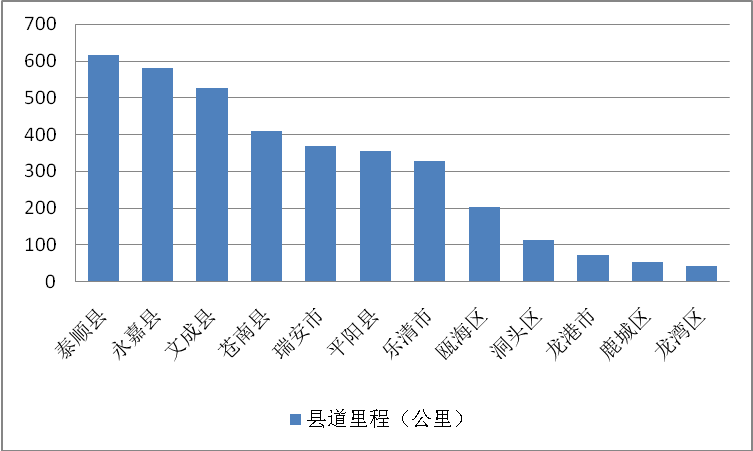 700
600
500
400
300
200
100
0
泰顺县
永嘉县
文成县
苍南县
瑞安市
平阳县
乐清市
瓯海区
洞头区
龙港市
鹿城区
龙湾区
县道里程（公里）